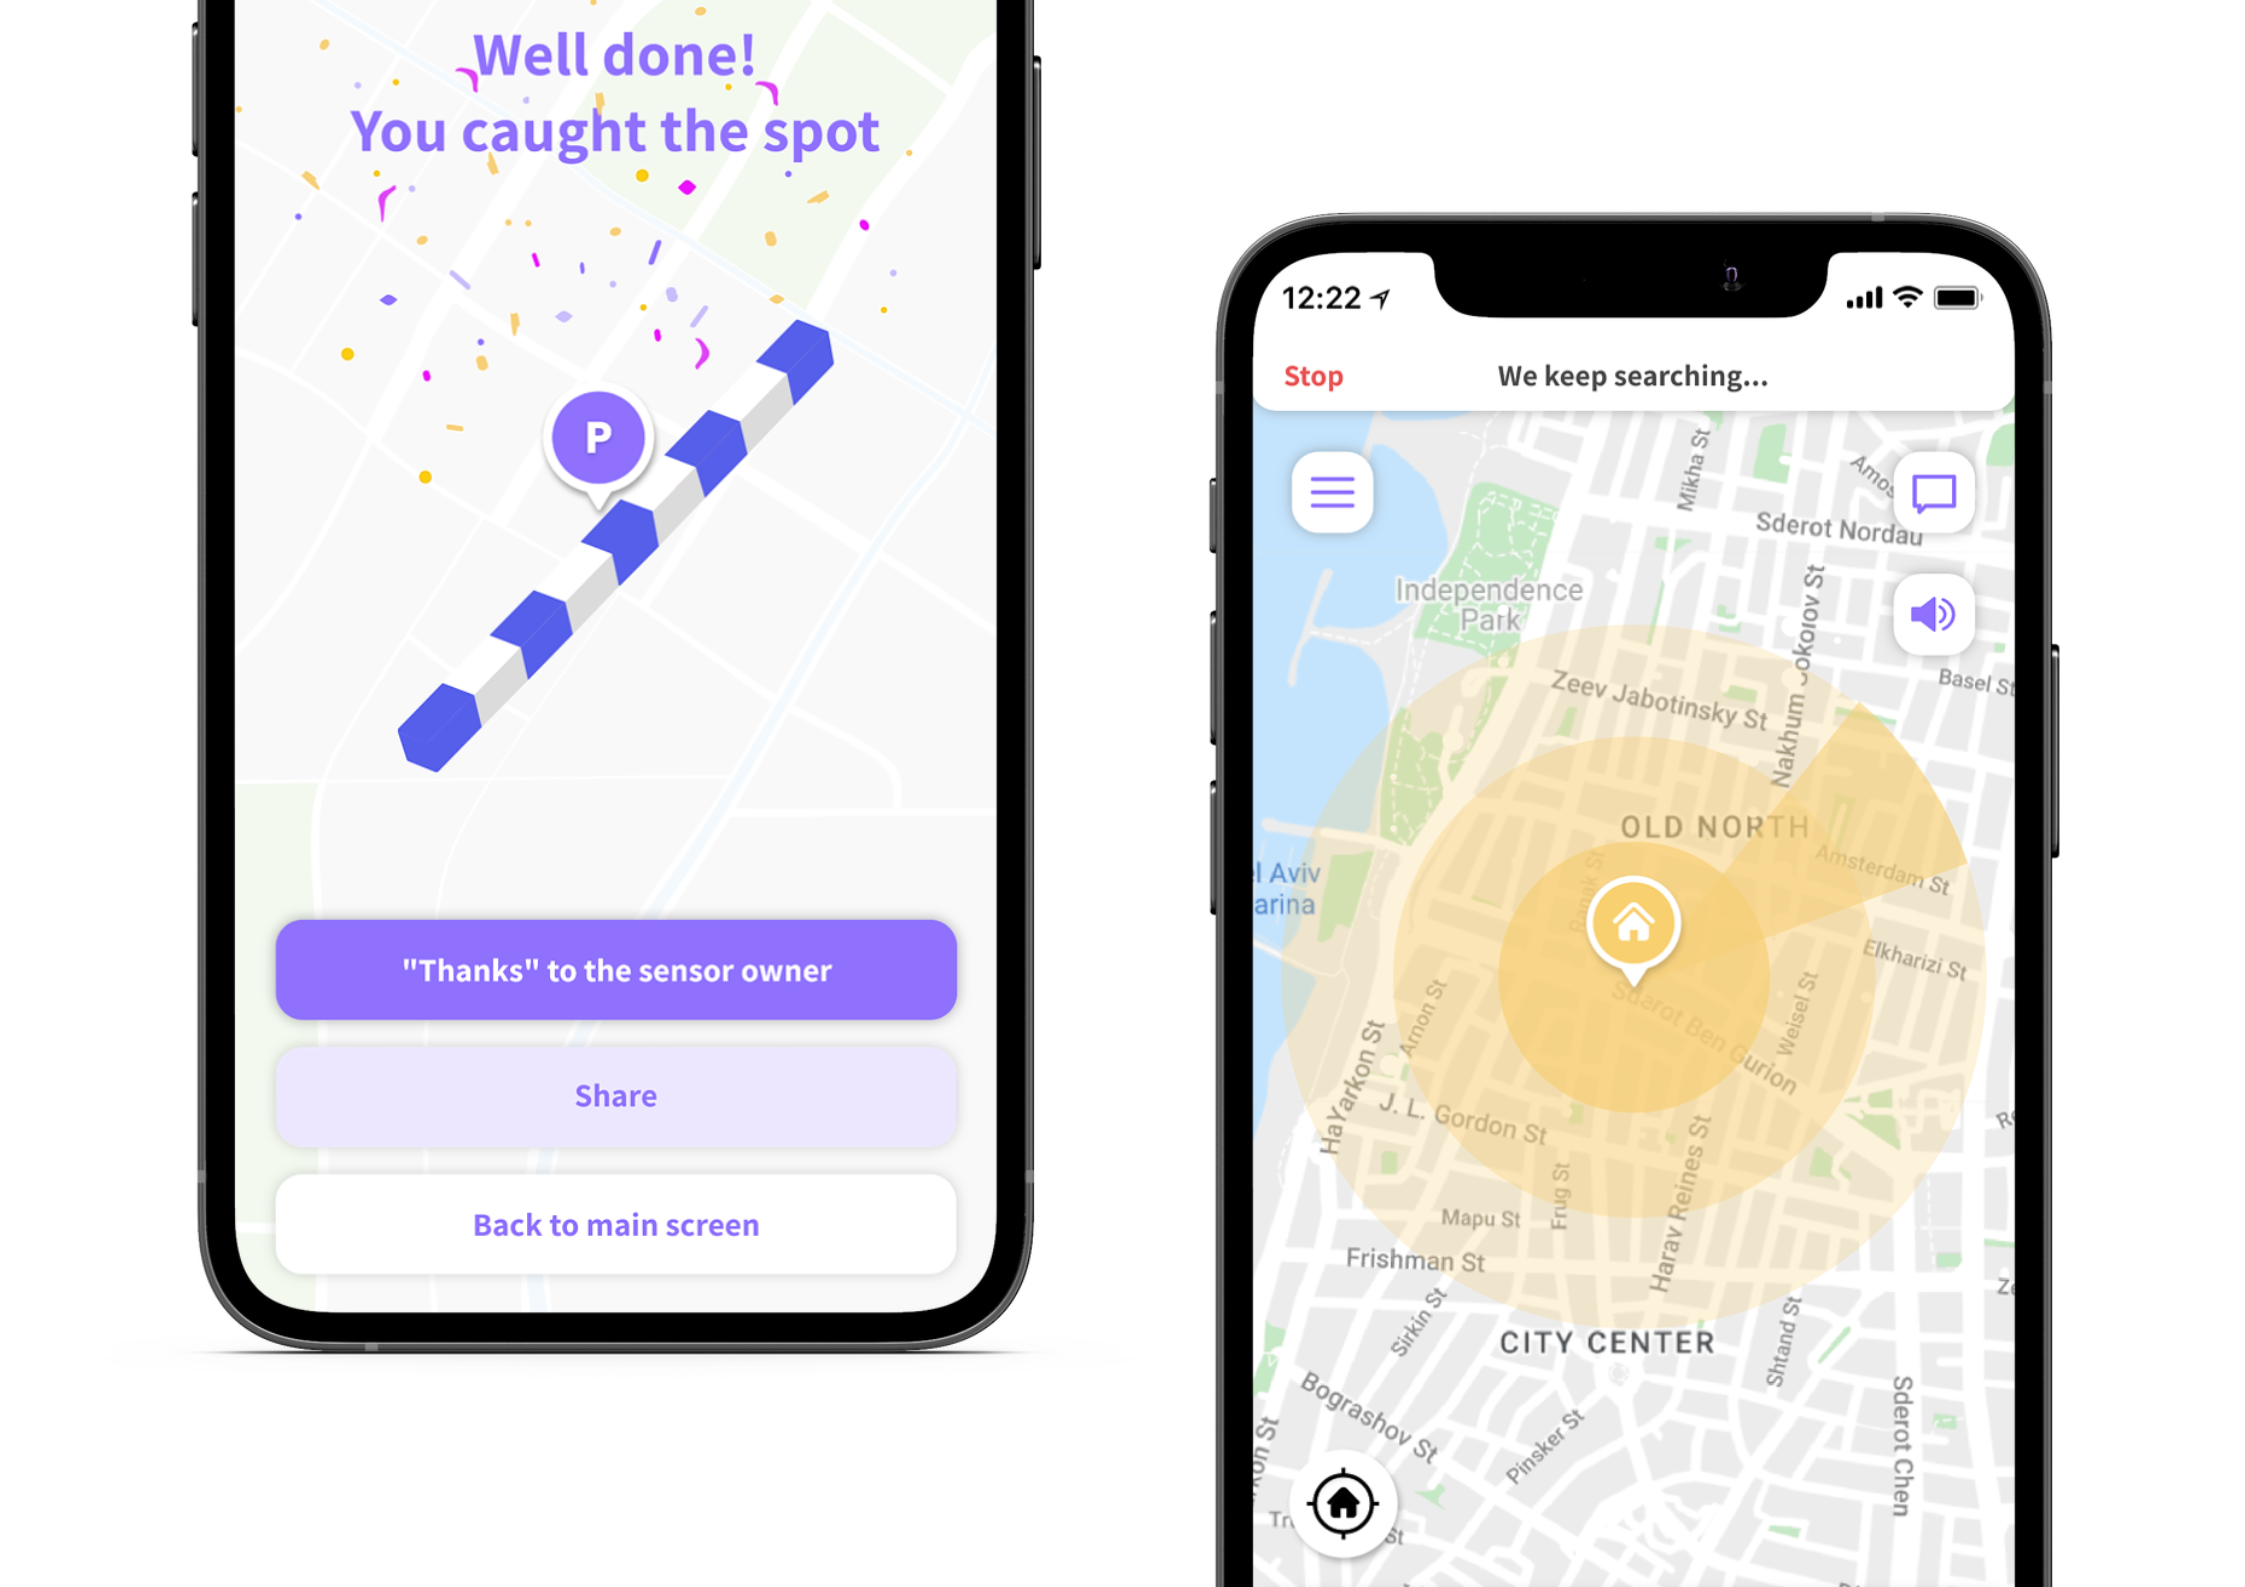 Well done!
You caught the spot
P
"Thanks" to the sensor owner
Share
Back to main screen
12:22
Stop
We keep searching...
Mikha St
Amos
Sderot Nordau
Independence
Park
Nakhum Sokolov St
Basel St
Zeev Jabotinsky St
OLD NORTH
Amsterdam St
l Aviv
arina
Elkharizi St
Sderot Ben Gurion
Weisel St
Arnon St
HaYarkon St
J. L. Gordon St
Harav Reines St
Frug St
Mapu St
Frishman St
Sirkin St
CITY CENTER
Shtand St
Bograshov St
Pinsker St
Sderot Chen
rkon St
St